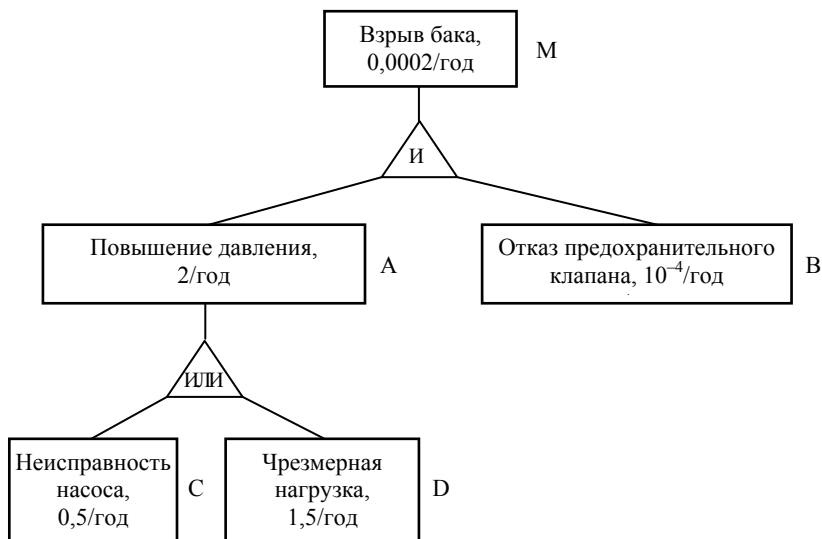 Взрыв бака,
0,0002/год
M
И
Повышение давления,
2/год
A
Отказ предохранительного
клапана, 10⁻⁴/год
B
ИЛИ
Неисправность
насоса,
0,5/год
C
Чрезмерная
нагрузка,
1,5/год
D